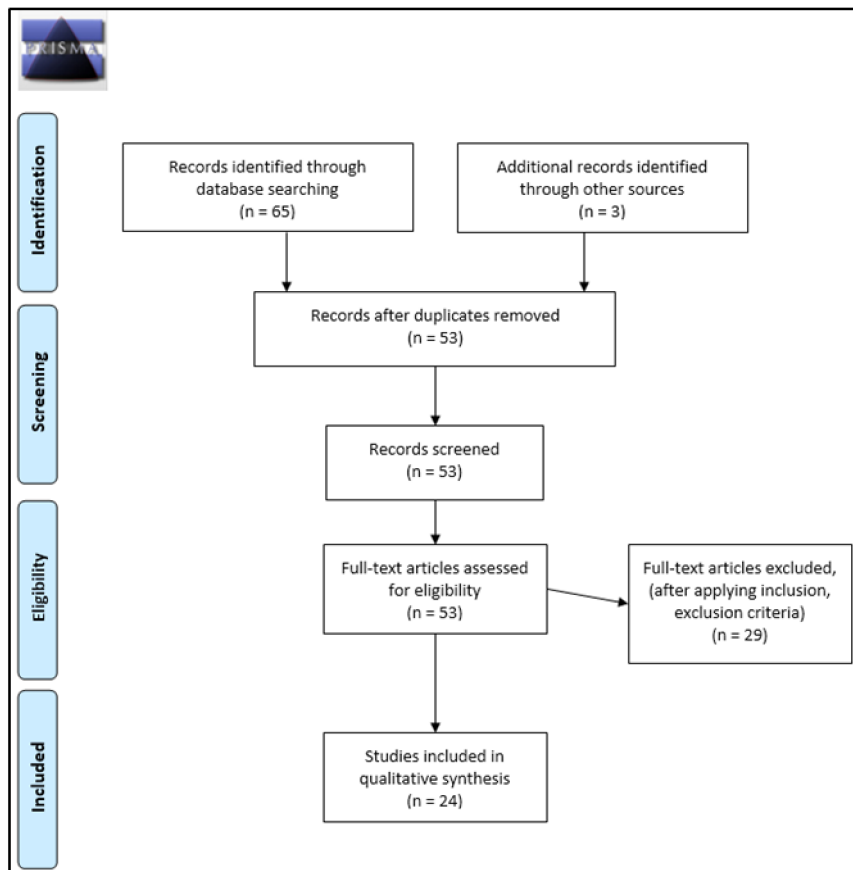 PRISMA
Identification
Records identified through
database searching
(n = 65)
Additional records identified
through other sources
(n = 3)
Screening
Records after duplicates removed
(n = 53)
Records screened
(n = 53)
Eligibility
Full-text articles assessed
for eligibility
(n = 53)
Full-text articles excluded,
(after applying inclusion,
exclusion criteria)
(n = 29)
Included
Studies included in
qualitative synthesis
(n = 24)